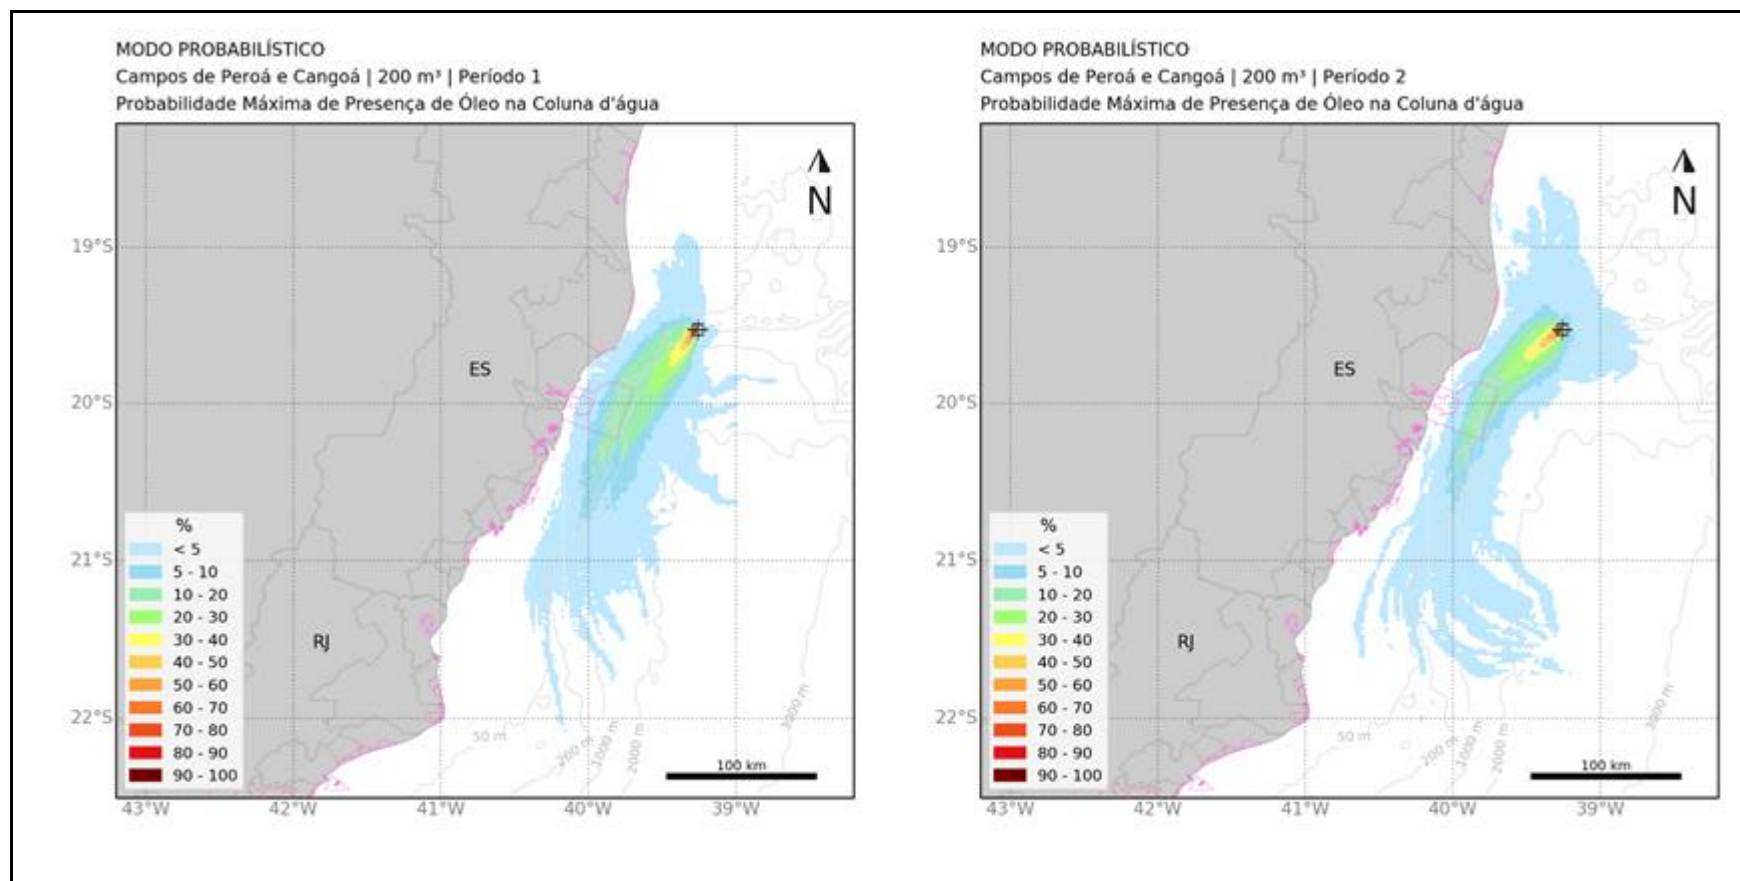 MODO PROBABILÍSTICO
Campos de Peroá e Cangoá | 200 m³ | Período 1
Probabilidade Máxima de Presença de Óleo na Coluna d'água
N
19°S
20°S
21°S
22°S
ES
RJ
%
< 5
5 - 10
10 - 20
20 - 30
30 - 40
40 - 50
50 - 60
60 - 70
70 - 80
80 - 90
90 - 100
50 m
200 m
1000 m
2000 m
3000 m
100 km
43°W 42°W 41°W 40°W 39°W
MODO PROBABILÍSTICO
Campos de Peroá e Cangoá | 200 m³ | Período 2
Probabilidade Máxima de Presença de Óleo na Coluna d'água
N
19°S
20°S
21°S
22°S
ES
RJ
%
< 5
5 - 10
10 - 20
20 - 30
30 - 40
40 - 50
50 - 60
60 - 70
70 - 80
80 - 90
90 - 100
50 m
200 m
1000 m
2000 m
3000 m
100 km
43°W 42°W 41°W 40°W 39°W